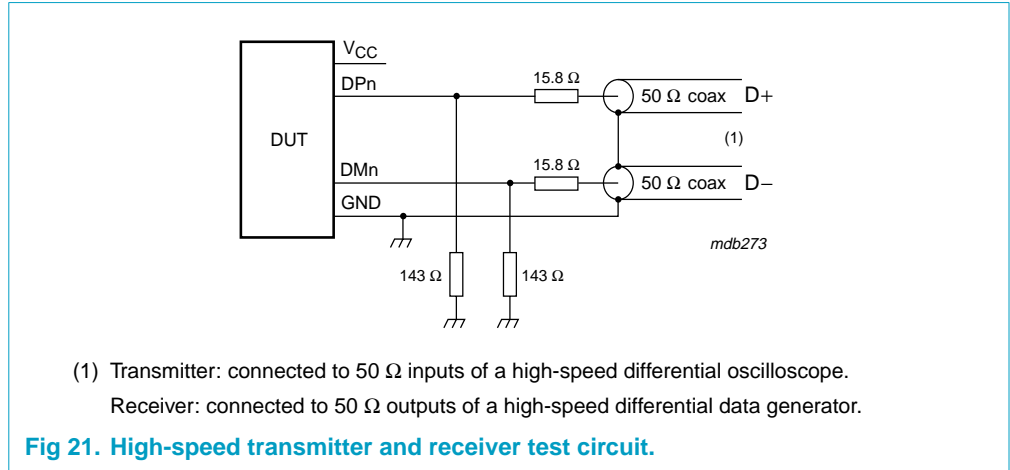 VCC
DPn
15.8 Ω
50 Ω coax D+
DUT
(1)
DMn
15.8 Ω
50 Ω coax D−
GND
mdb273
143 Ω
143 Ω
(1) Transmitter: connected to 50 Ω inputs of a high-speed differential oscilloscope.
Receiver: connected to 50 Ω outputs of a high-speed differential data generator.
Fig 21. High-speed transmitter and receiver test circuit.